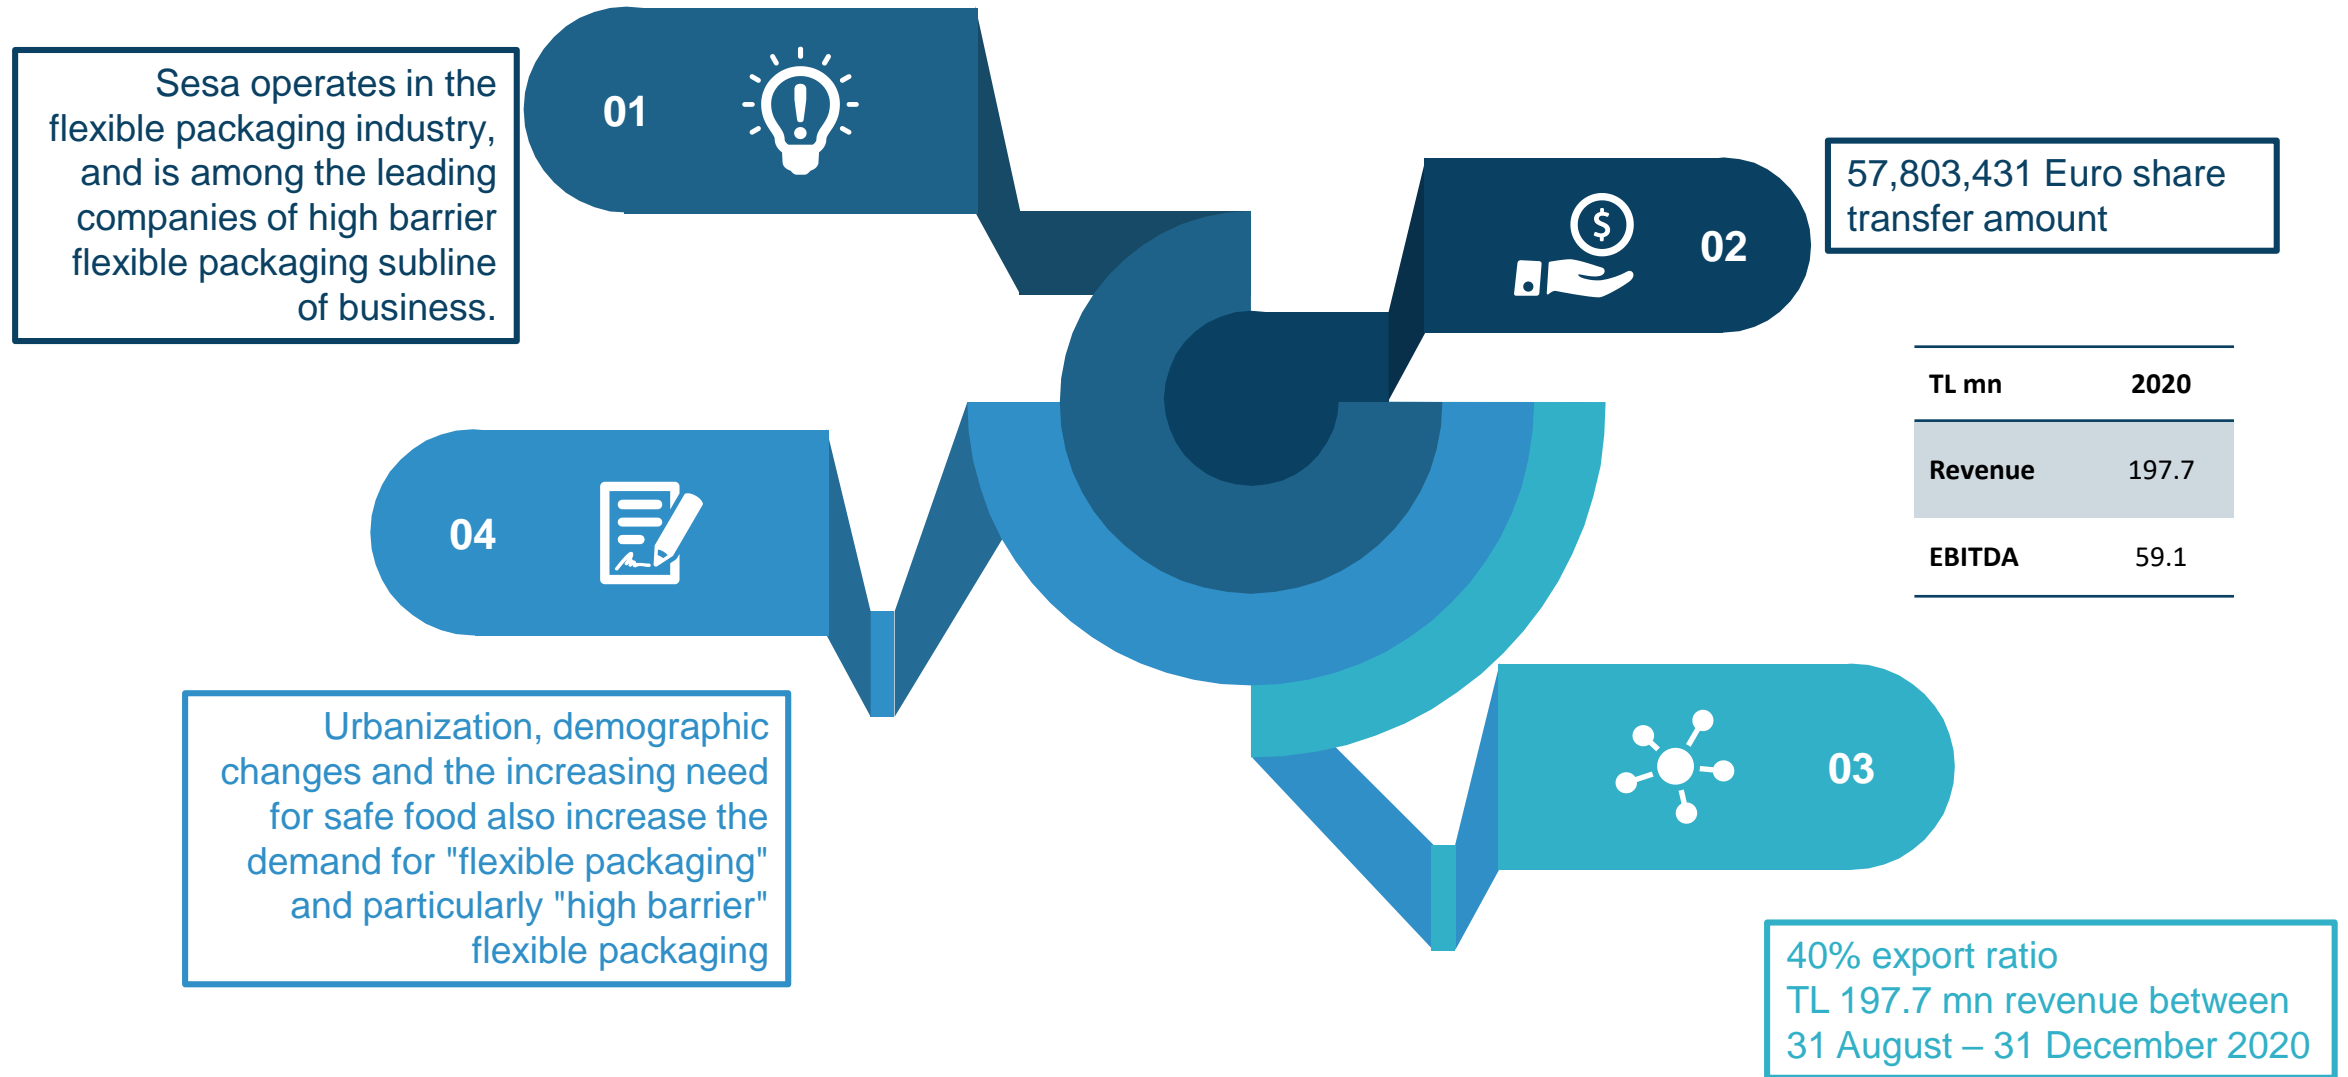 Sesa operates in the
flexible packaging industry,
and is among the leading
companies of high barrier
flexible packaging subline
of business.
01
02
57,803,431 Euro share
transfer amount
TL mn 2020
Revenue 197.7
EBITDA 59.1
04
Urbanization, demographic
changes and the increasing need
for safe food also increase the
demand for "flexible packaging"
and particularly "high barrier"
flexible packaging
03
40% export ratio
TL 197.7 mn revenue between
31 August – 31 December 2020
$